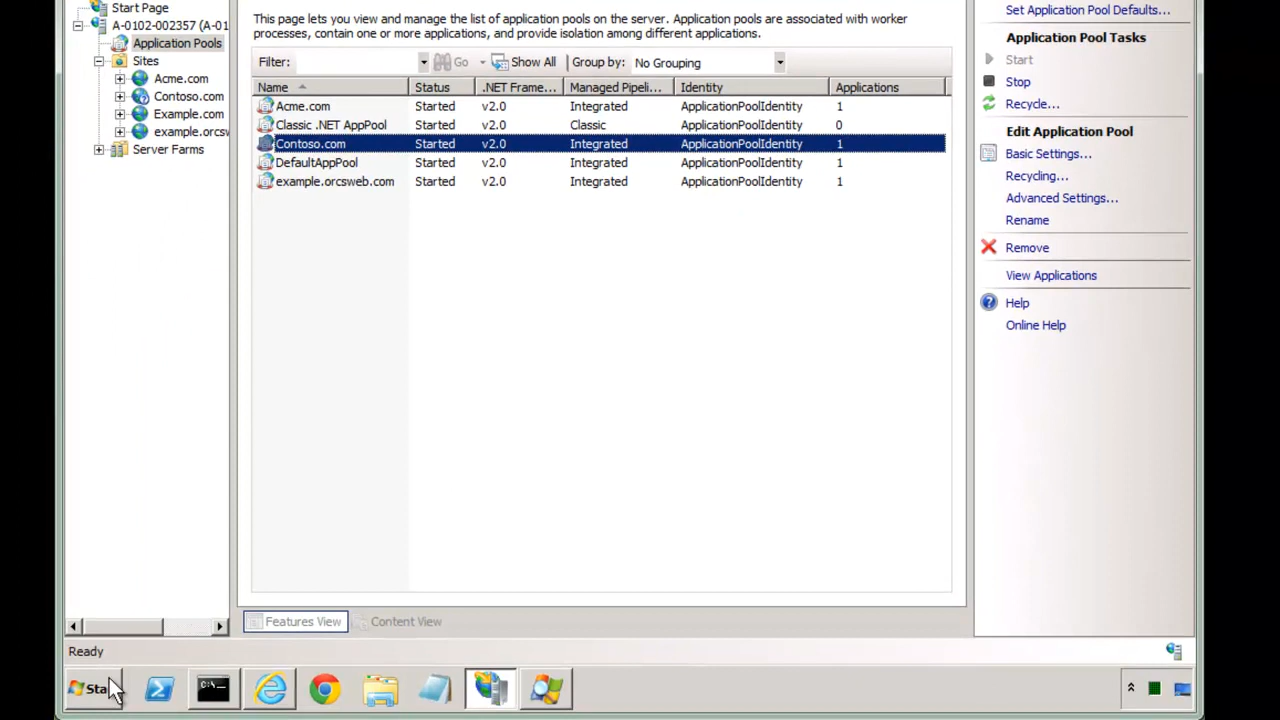 Start Page
A-0102-002357 (A-01
Application Pools
Sites
Acme.com
Contoso.com
Example.com
example.orcsw
Server Farms
This page lets you view and manage the list of application pools on the server. Application pools are associated with worker
processes, contain one or more applications, and provide isolation among different applications.
Filter: Go Show All Group by: No Grouping
Name Status .NET Frame... Managed Pipeli... Identity Applications
Acme.com Started v2.0 Integrated ApplicationPoolIdentity 1
Classic .NET AppPool Started v2.0 Classic ApplicationPoolIdentity 0
Contoso.com Started v2.0 Integrated ApplicationPoolIdentity 1
DefaultAppPool Started v2.0 Integrated ApplicationPoolIdentity 1
example.orcsweb.com Started v2.0 Integrated ApplicationPoolIdentity 1
Features View Content View
Set Application Pool Defaults...
Application Pool Tasks
Start
Stop
Recycle...
Edit Application Pool
Basic Settings...
Recycling...
Advanced Settings...
Rename
Remove
View Applications
Help
Online Help
Ready
Sta